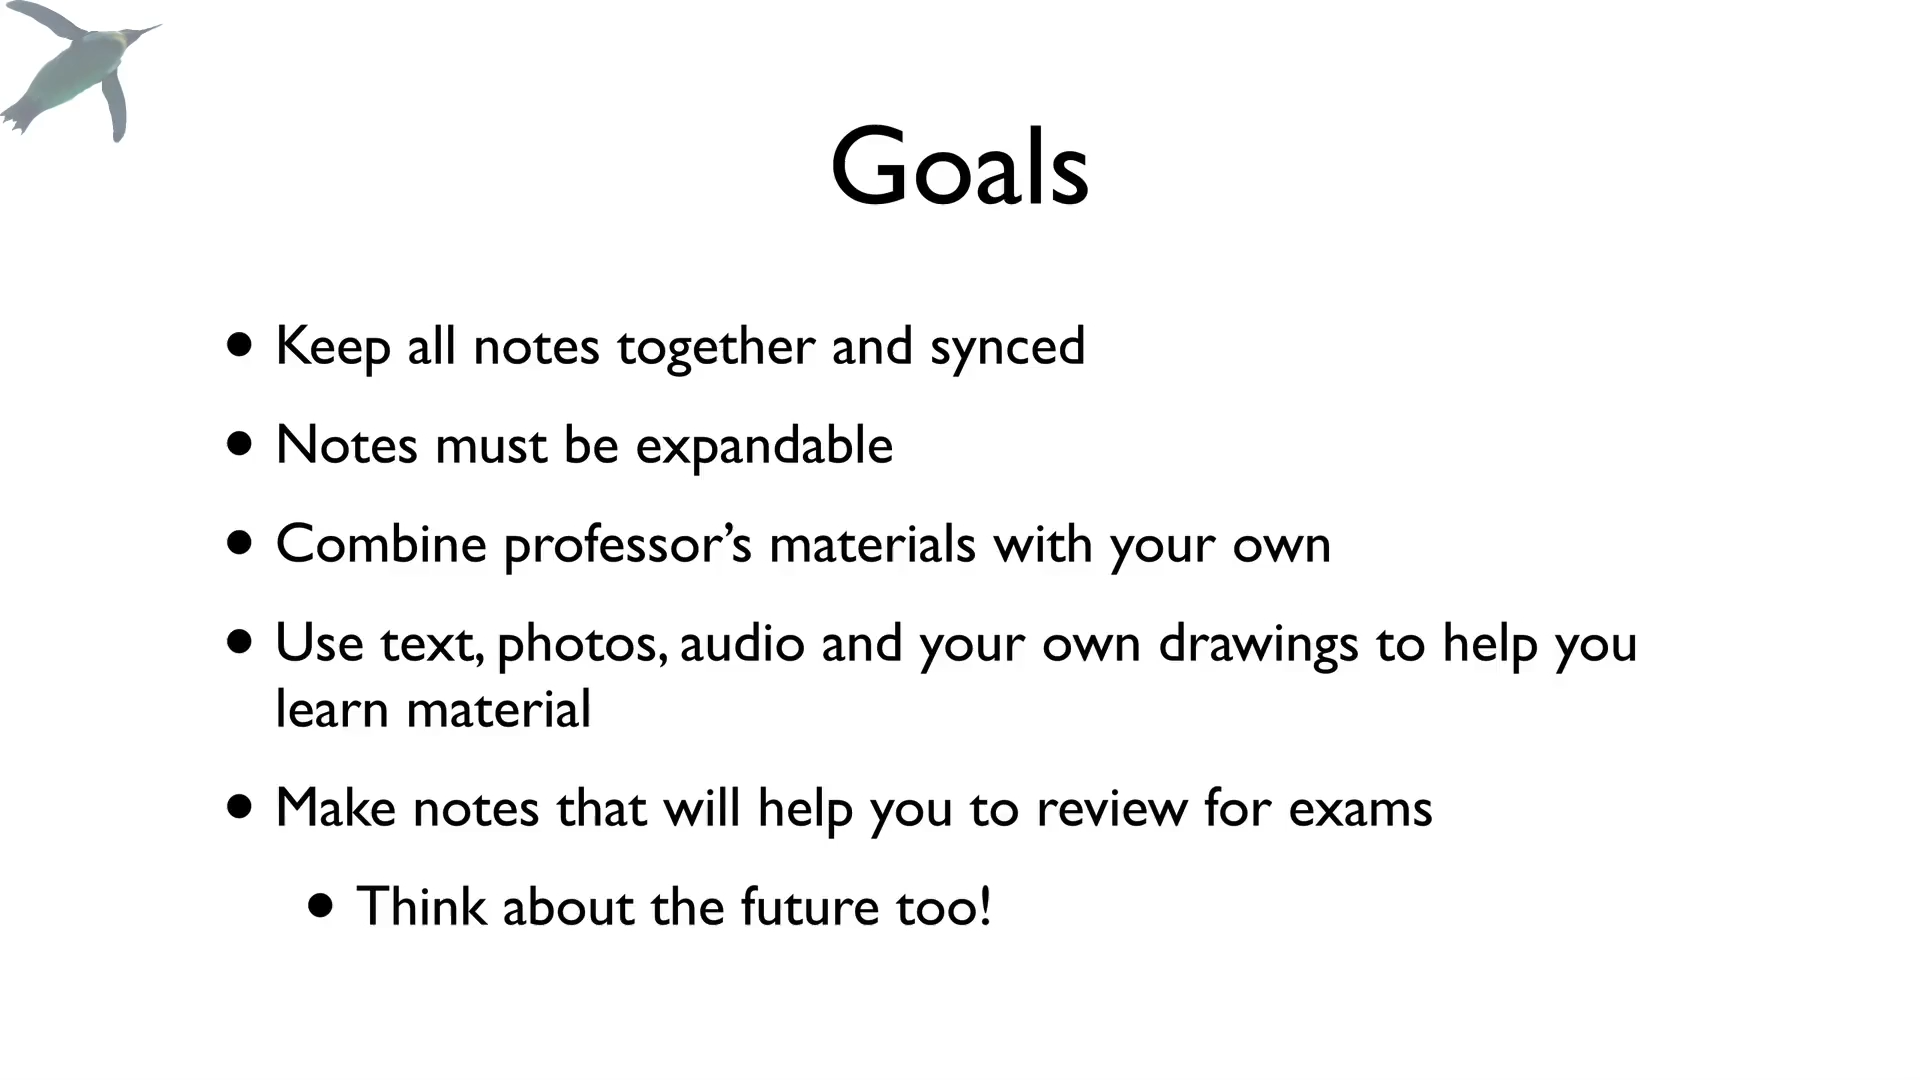 Goals
• Keep all notes together and synced
• Notes must be expandable
• Combine professor’s materials with your own
• Use text, photos, audio and your own drawings to help you
learn material
• Make notes that will help you to review for exams
• Think about the future too!